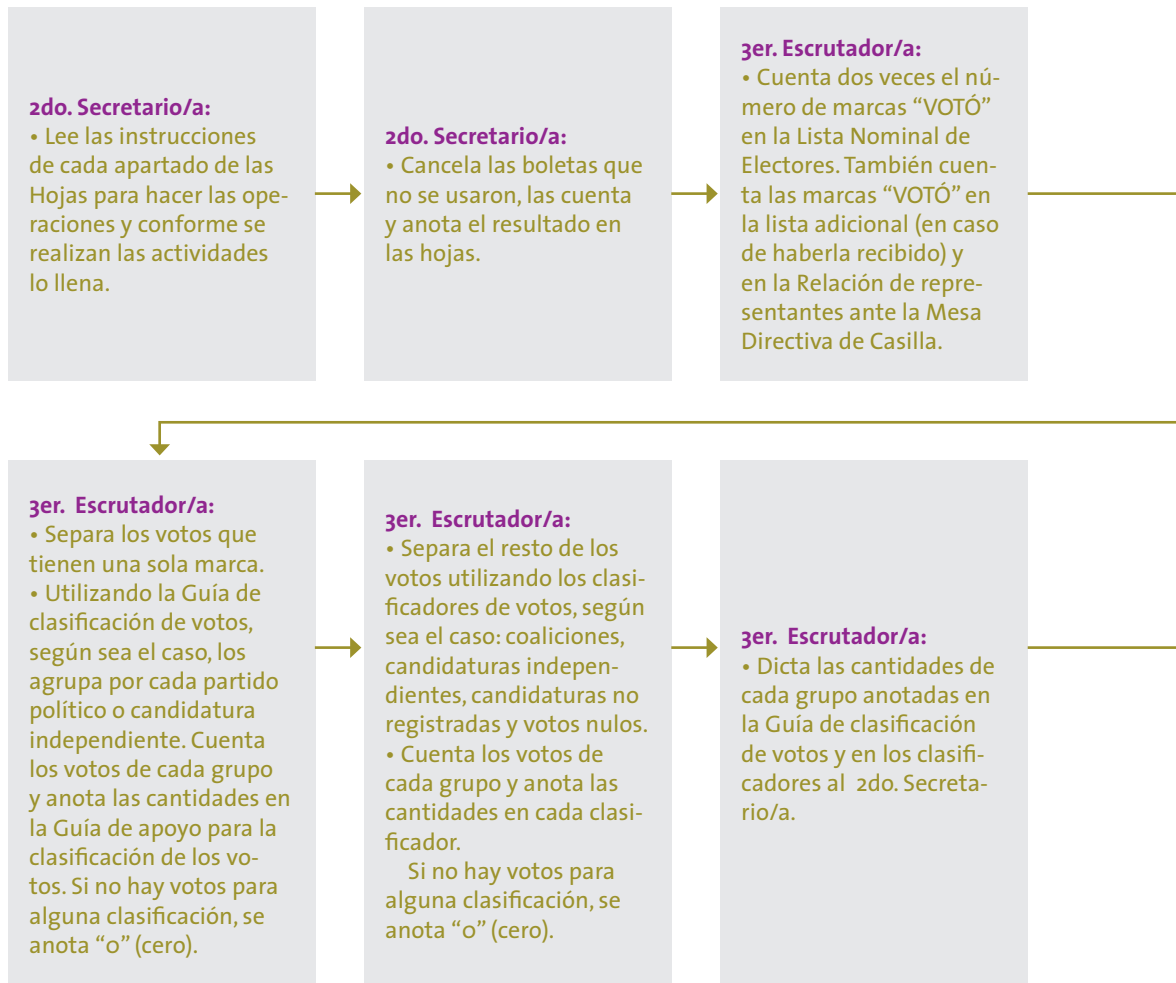 2do. Secretario/a:
• Lee las instrucciones
de cada apartado de las
Hojas para hacer las ope-
raciones y conforme se
realizan las actividades
lo llena.
2do. Secretario/a:
• Cancela las boletas que
no se usaron, las cuenta
y anota el resultado en
las hojas.
3er. Escrutador/a:
• Cuenta dos veces el nú-
mero de marcas “VOTÓ”
en la Lista Nominal de
Electores. También cuen-
ta las marcas “VOTÓ” en
la lista adicional (en caso
de haberla recibido) y
en la Relación de repre-
sentantes ante la Mesa
Directiva de Casilla.
3er. Escrutador/a:
• Separa los votos que
tienen una sola marca.
• Utilizando la Guía de
clasificación de votos,
según sea el caso, los
agrupa por cada partido
político o candidatura
independiente. Cuenta
los votos de cada grupo
y anota las cantidades en
la Guía de apoyo para la
clasificación de los vo-
tos. Si no hay votos para
alguna clasificación, se
anota “0” (cero).
3er. Escrutador/a:
• Separa el resto de los
votos utilizando los clasi-
ficadores de votos, según
sea el caso: coaliciones,
candidaturas indepen-
dientes, candidaturas no
registradas y votos nulos.
• Cuenta los votos de
cada grupo y anota las
cantidades en cada clasi-
ficador.
Si no hay votos para
alguna clasificación, se
anota “0” (cero).
3er. Escrutador/a:
• Dicta las cantidades de
cada grupo anotadas en
la Guía de clasificación
de votos y en los clasifi-
cadores al 2do. Secreta-
rio/a.